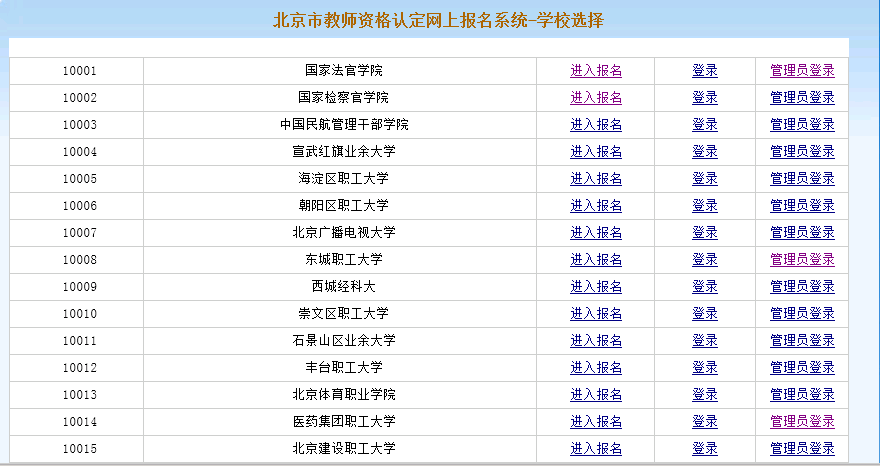 北京市教师资格认定网上报名系统-学校选择
10001 国家法官学院 进入报名 登录 管理员登录
10002 国家检察官学院 进入报名 登录 管理员登录
10003 中国民航管理干部学院 进入报名 登录 管理员登录
10004 宣武红旗业余大学 进入报名 登录 管理员登录
10005 海淀区职工大学 进入报名 登录 管理员登录
10006 朝阳区职工大学 进入报名 登录 管理员登录
10007 北京广播电视大学 进入报名 登录 管理员登录
10008 东城职工大学 进入报名 登录 管理员登录
10009 西城经科大 进入报名 登录 管理员登录
10010 崇文区职工大学 进入报名 登录 管理员登录
10011 石景山区业余大学 进入报名 登录 管理员登录
10012 丰台职工大学 进入报名 登录 管理员登录
10013 北京体育职业学院 进入报名 登录 管理员登录
10014 医药集团职工大学 进入报名 登录 管理员登录
10015 北京建设职工大学 进入报名 登录 管理员登录